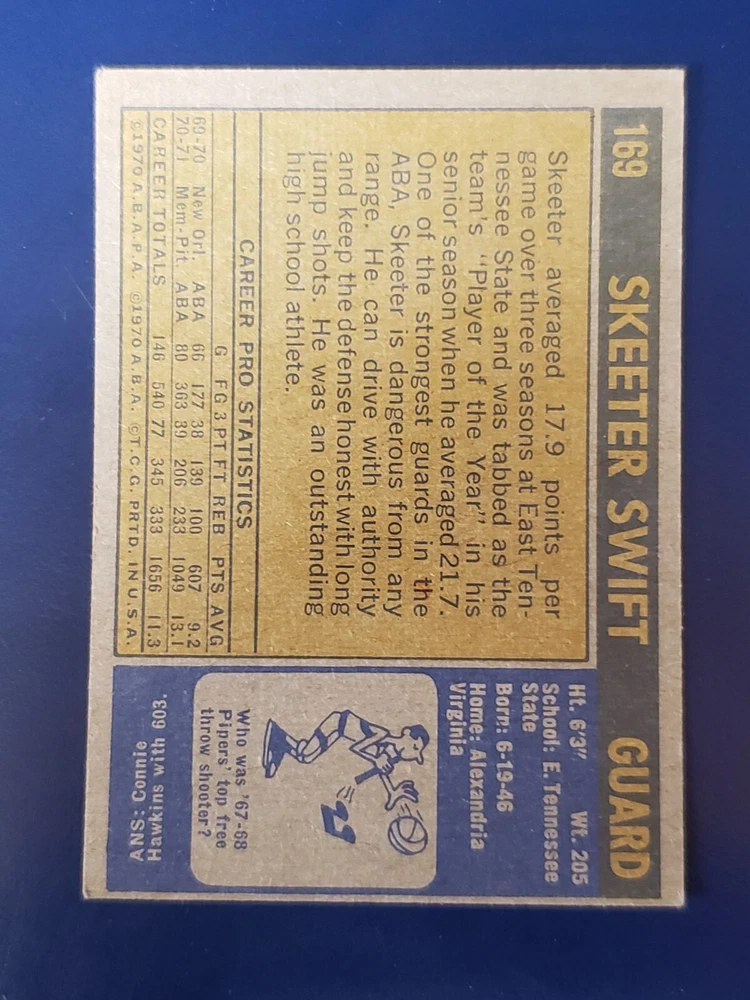 169 SKEETER SWIFT GUARD
Skeeter averaged 17.9 points per
game over three seasons at East Ten-
nessee State and was tabbed as the
team's "Player of the Year" in his
senior season when he averaged 21.7.
One of the strongest guards in the
ABA, Skeeter is dangerous from any
range. He can drive with authority
and keep the defense honest with long
jump shots. He was an outstanding
high school athlete.
CAREER PRO STATISTICS
G FG 3PT FT REB PTS AVG
69-70 New Orl. ABA 66 177 38 139 100 607 9.2
70-71 Mem-Pit ABA 80 363 39 206 233 1049 13.1
CAREER TOTALS 146 540 77 345 333 1656 11.3
©1970 A.B.A.P.A. ©1970 A.B.A. ©T.C.G. PRTD. IN U.S.A.
Ht. 6'3" Wt. 205
School: E. Tennessee
State
Born: 6-19-46
Home: Alexandria
Virginia
Who was '67-68
Pipers' top free
throw shooter?
ANS: Connie
Hawkins with 603.